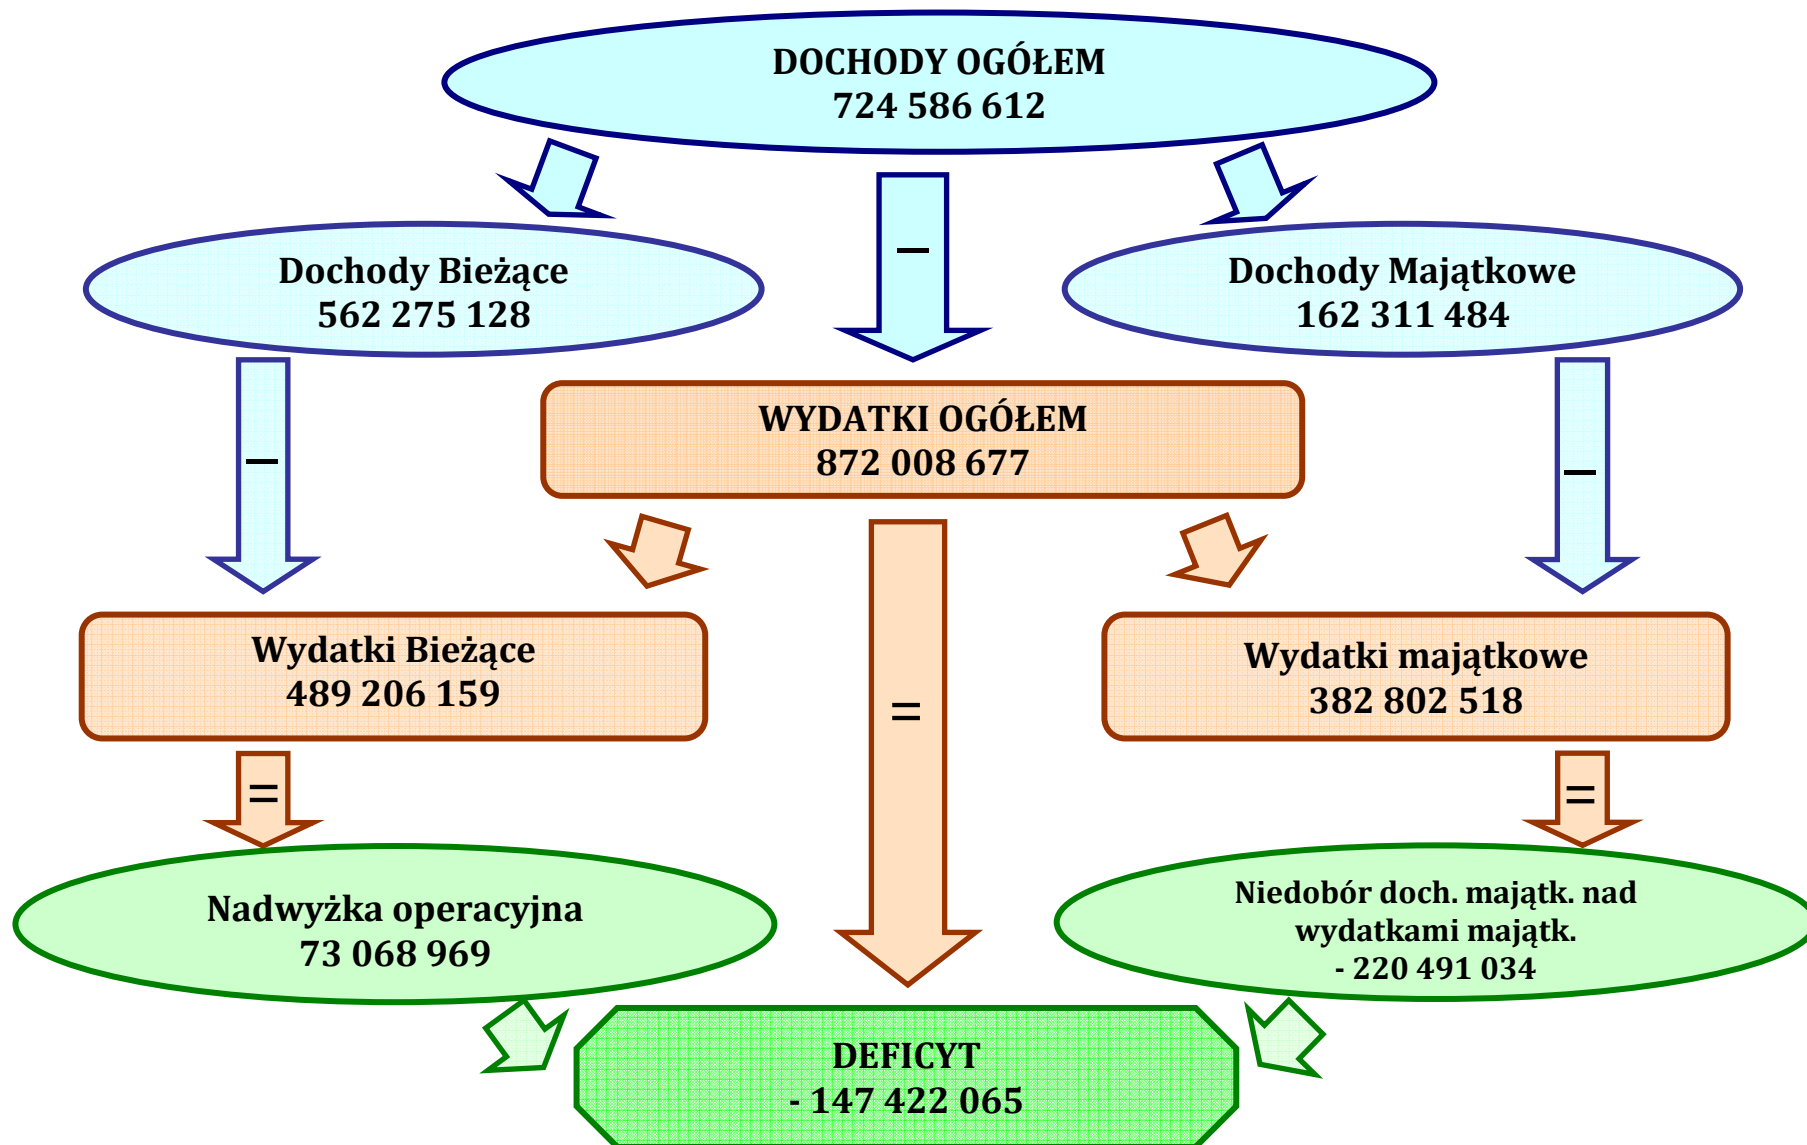 DOCHODY OGÓŁEM
724 586 612
–
Dochody Bieżące
562 275 128
Dochody Majątkowe
162 311 484
–
–
WYDATKI OGÓŁEM
872 008 677
Wydatki Bieżące
489 206 159
Wydatki majątkowe
382 802 518
=
=
=
Nadwyżka operacyjna
73 068 969
Niedobór doch. majątk. nad
wydatkami majątk.
- 220 491 034
DEFICYT
- 147 422 065